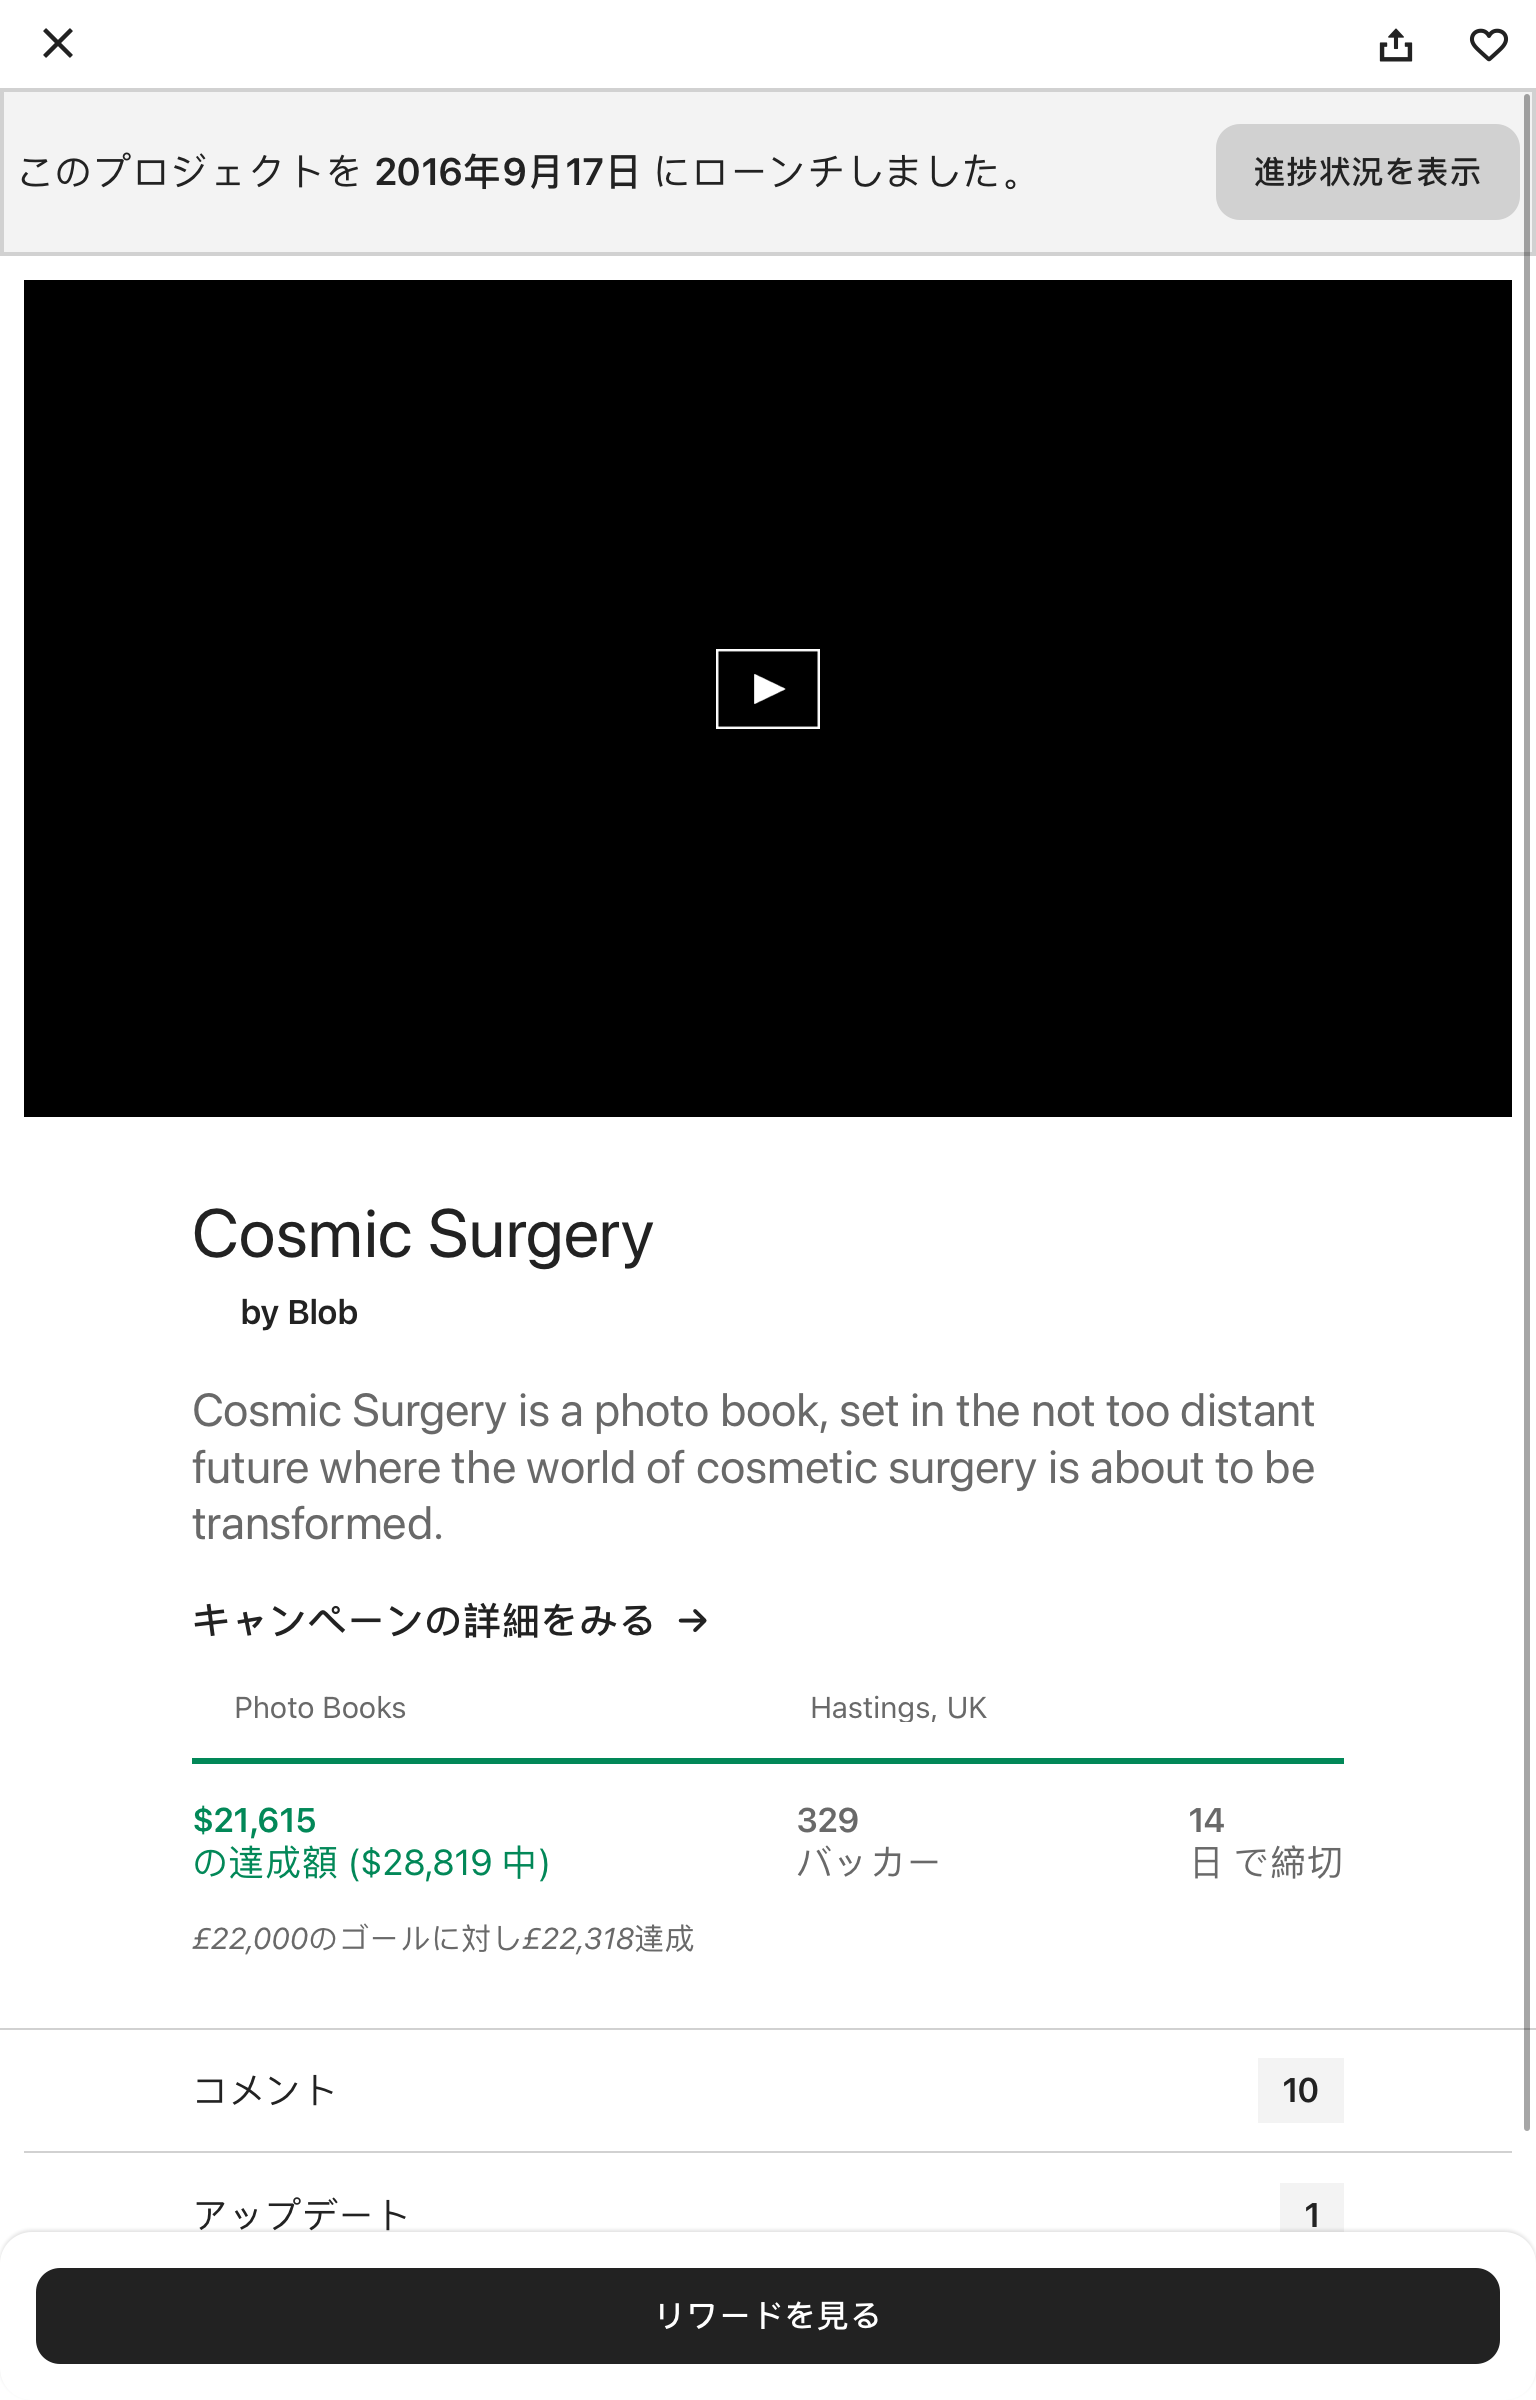 このプロジェクトを 2016年9月17日 にローンチしました。
進捗状況を表示
Cosmic Surgery
by Blob
Cosmic Surgery is a photo book, set in the not too distant
future where the world of cosmetic surgery is about to be
transformed.
キャンペーンの詳細をみる →
Photo Books
Hastings, UK
$21,615
の達成額 ($28,819 中)
329
バッカー
14
日 で締切
£22,000のゴールに対し£22,318達成
コメント
10
アップデート
1
リワードを見る